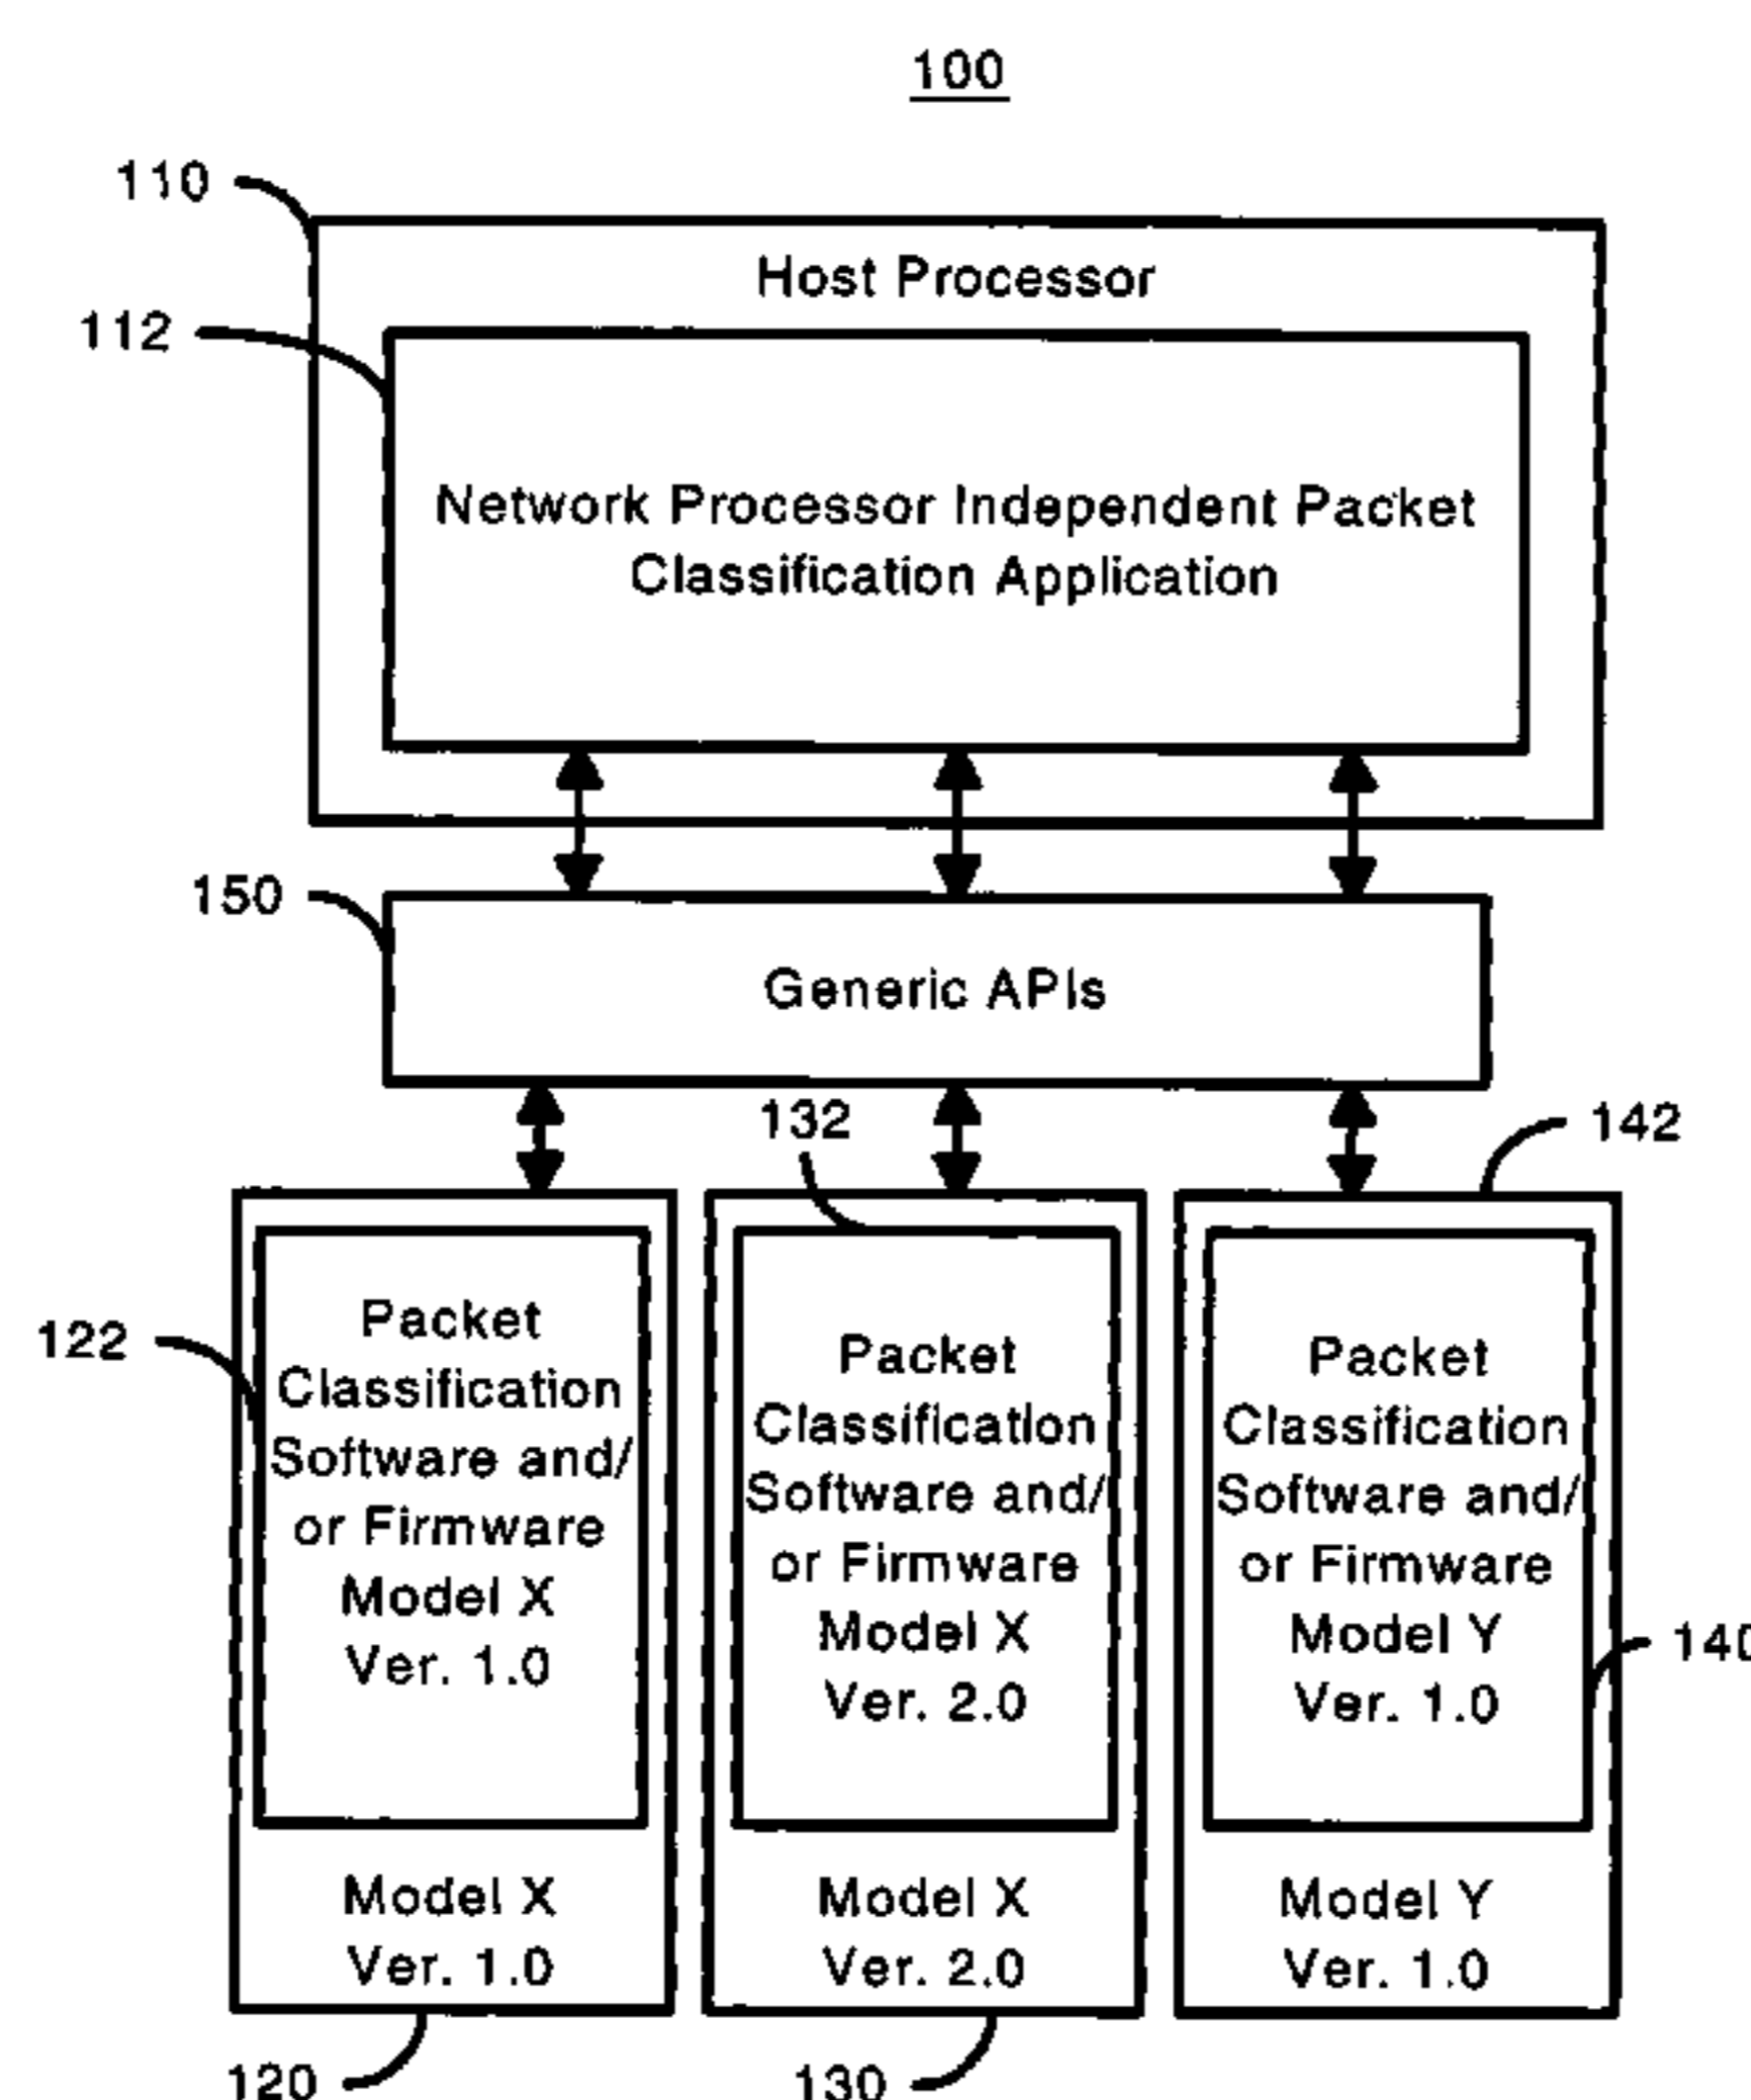 100
110
Host Processor
112
Network Processor Independent Packet
Classification Application
150
Generic APIs
132
142
122
Packet
Classification
Software and/
or Firmware
Model X
Ver. 1.0
Packet
Classification
Software and/
or Firmware
Model X
Ver. 2.0
Packet
Classification
Software and/
or Firmware
Model Y
Ver. 1.0
140
Model X
Ver. 1.0
Model X
Ver. 2.0
Model Y
Ver. 1.0
120
130